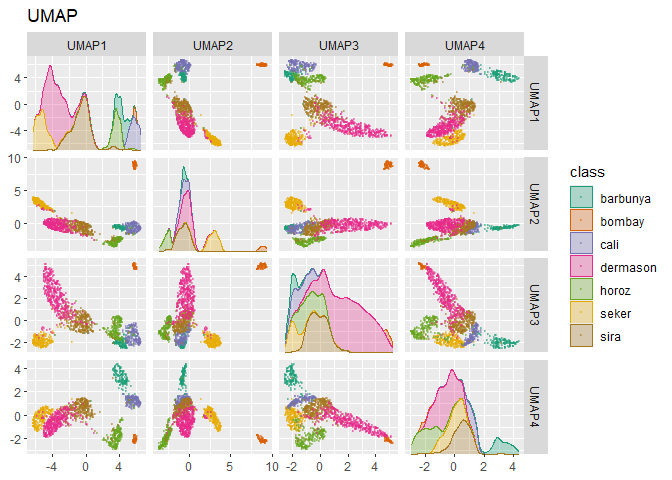 UMAP
UMAP1 UMAP2 UMAP3 UMAP4
4
0
-4
UMAP1
10
5
0
UMAP2
class
barbunya
bombay
cali
dermason
horoz
seker
sira
4
2
0
-2
UMAP3
4
2
0
-2
UMAP4
-4 0 4 0 5 10 -2 0 2 4 -2 0 2 4